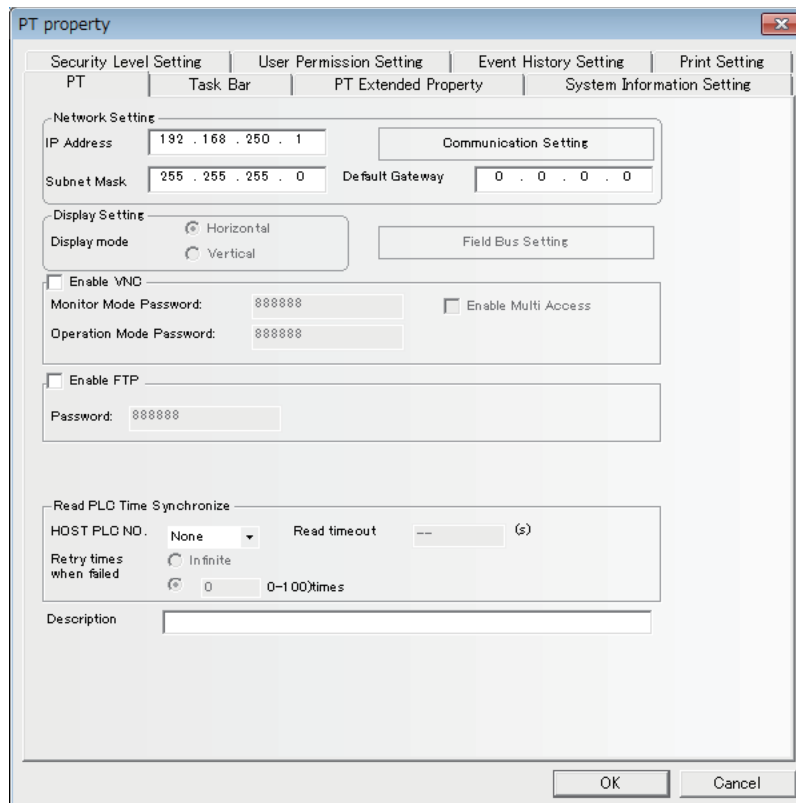 PT property
Security Level Setting User Permission Setting Event History Setting Print Setting
PT Task Bar PT Extended Property System Information Setting
Network Setting
IP Address 192 . 168 . 250 . 1 Communication Setting
Subnet Mask 255 . 255 . 255 . 0 Default Gateway 0 . 0 . 0 . 0
Display Setting
Display mode Horizontal Field Bus Setting
Vertical
Enable VNC
Monitor Mode Password: 888888 Enable Multi Access
Operation Mode Password: 888888
Enable FTP
Password: 888888
Read PLC Time Synchronize
HOST PLC NO. None Read timeout -- (s)
Retry times when failed Infinite
0 0-100)times
Description
OK Cancel